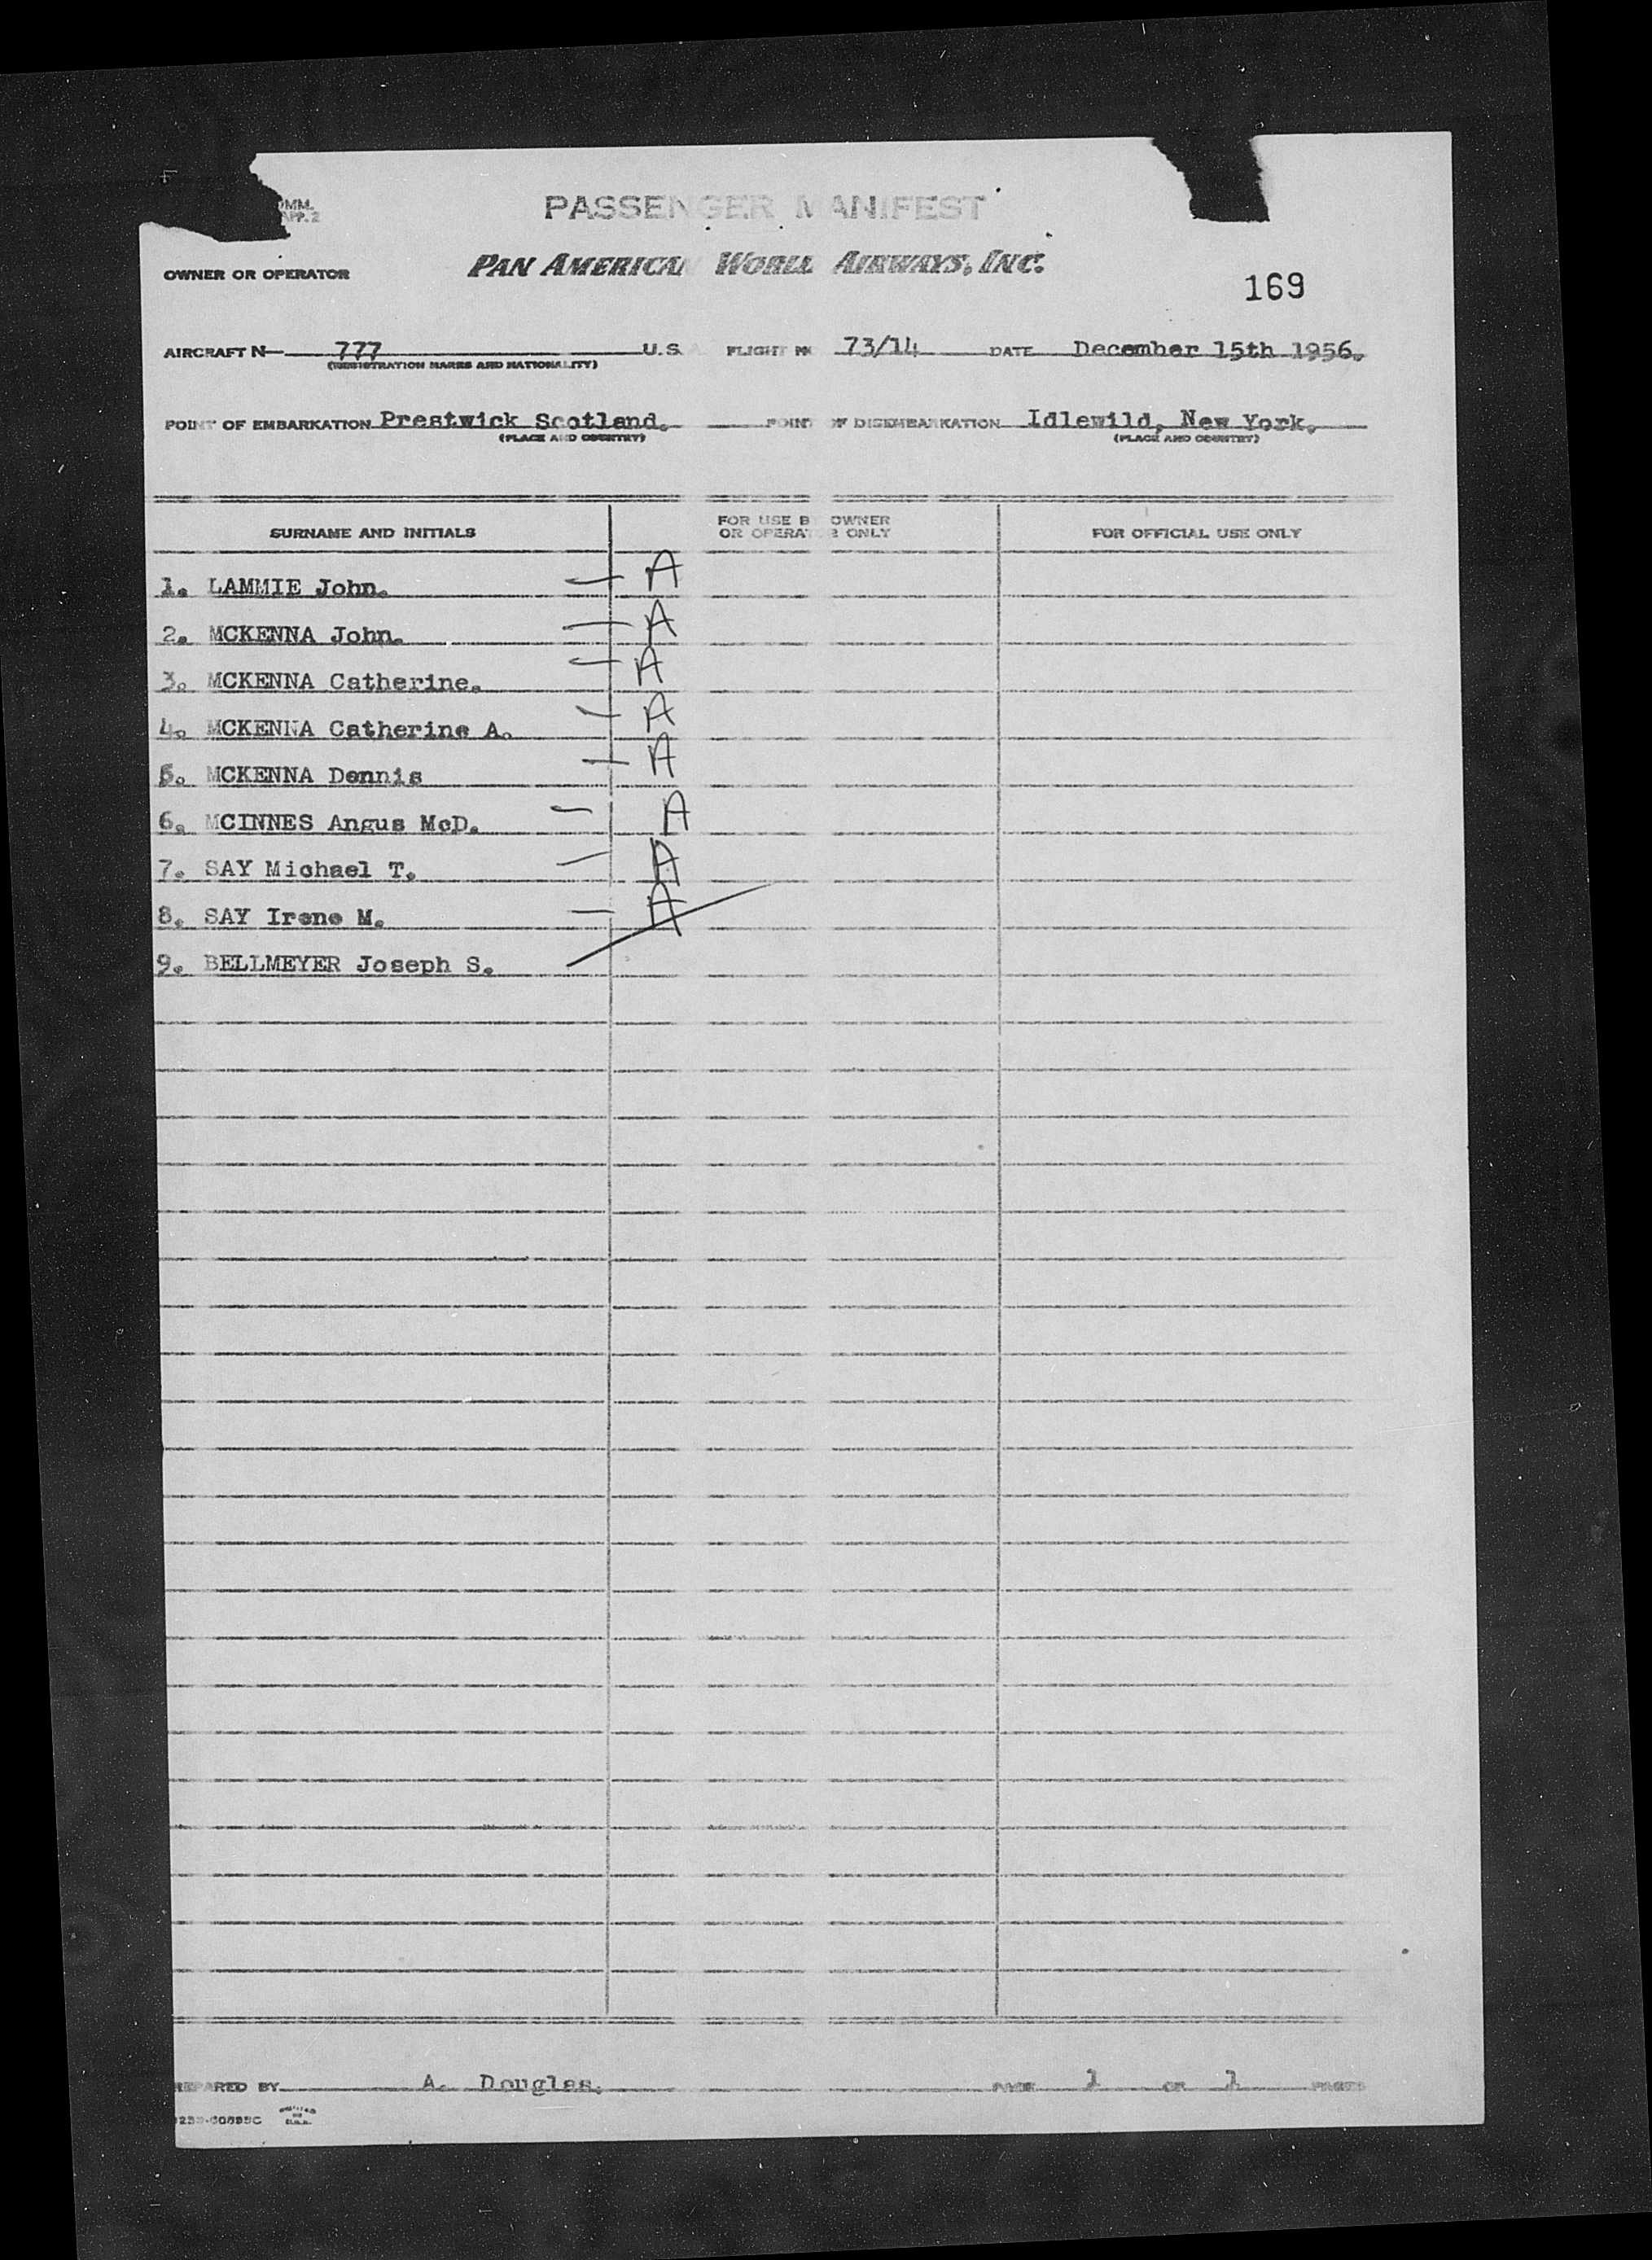 OMM.
APP. 2
PASSENGER MANIFEST
OWNER OR OPERATOR PAN AMERICAN WORLD AIRWAYS, INC.
169
AIRCRAFT N— 777 U.S.A FLIGHT No 73/14 DATE December 15th 1956.
(REGISTRATION MARKS AND NATIONALITY)
POINT OF EMBARKATION Prestwick Scotland. POINT OF DISEMBARKATION Idlewild, New York.
(PLACE AND COUNTRY) (PLACE AND COUNTRY)
SURNAME AND INITIALS FOR USE BY OWNER OR OPERATOR ONLY FOR OFFICIAL USE ONLY
1. LAMMIE John. — A
2. MCKENNA John. — A
3. MCKENNA Catherine. — A
4. MCKENNA Catherine A. — A
5. MCKENNA Dennis — A
6. MCINNES Angus McD. — A
7. SAY Michael T. — A
8. SAY Irene M. — A
9. BELLMEYER Joseph S.
PREPARED BY A. Douglas. PAGE 1 OF 1 PAGES